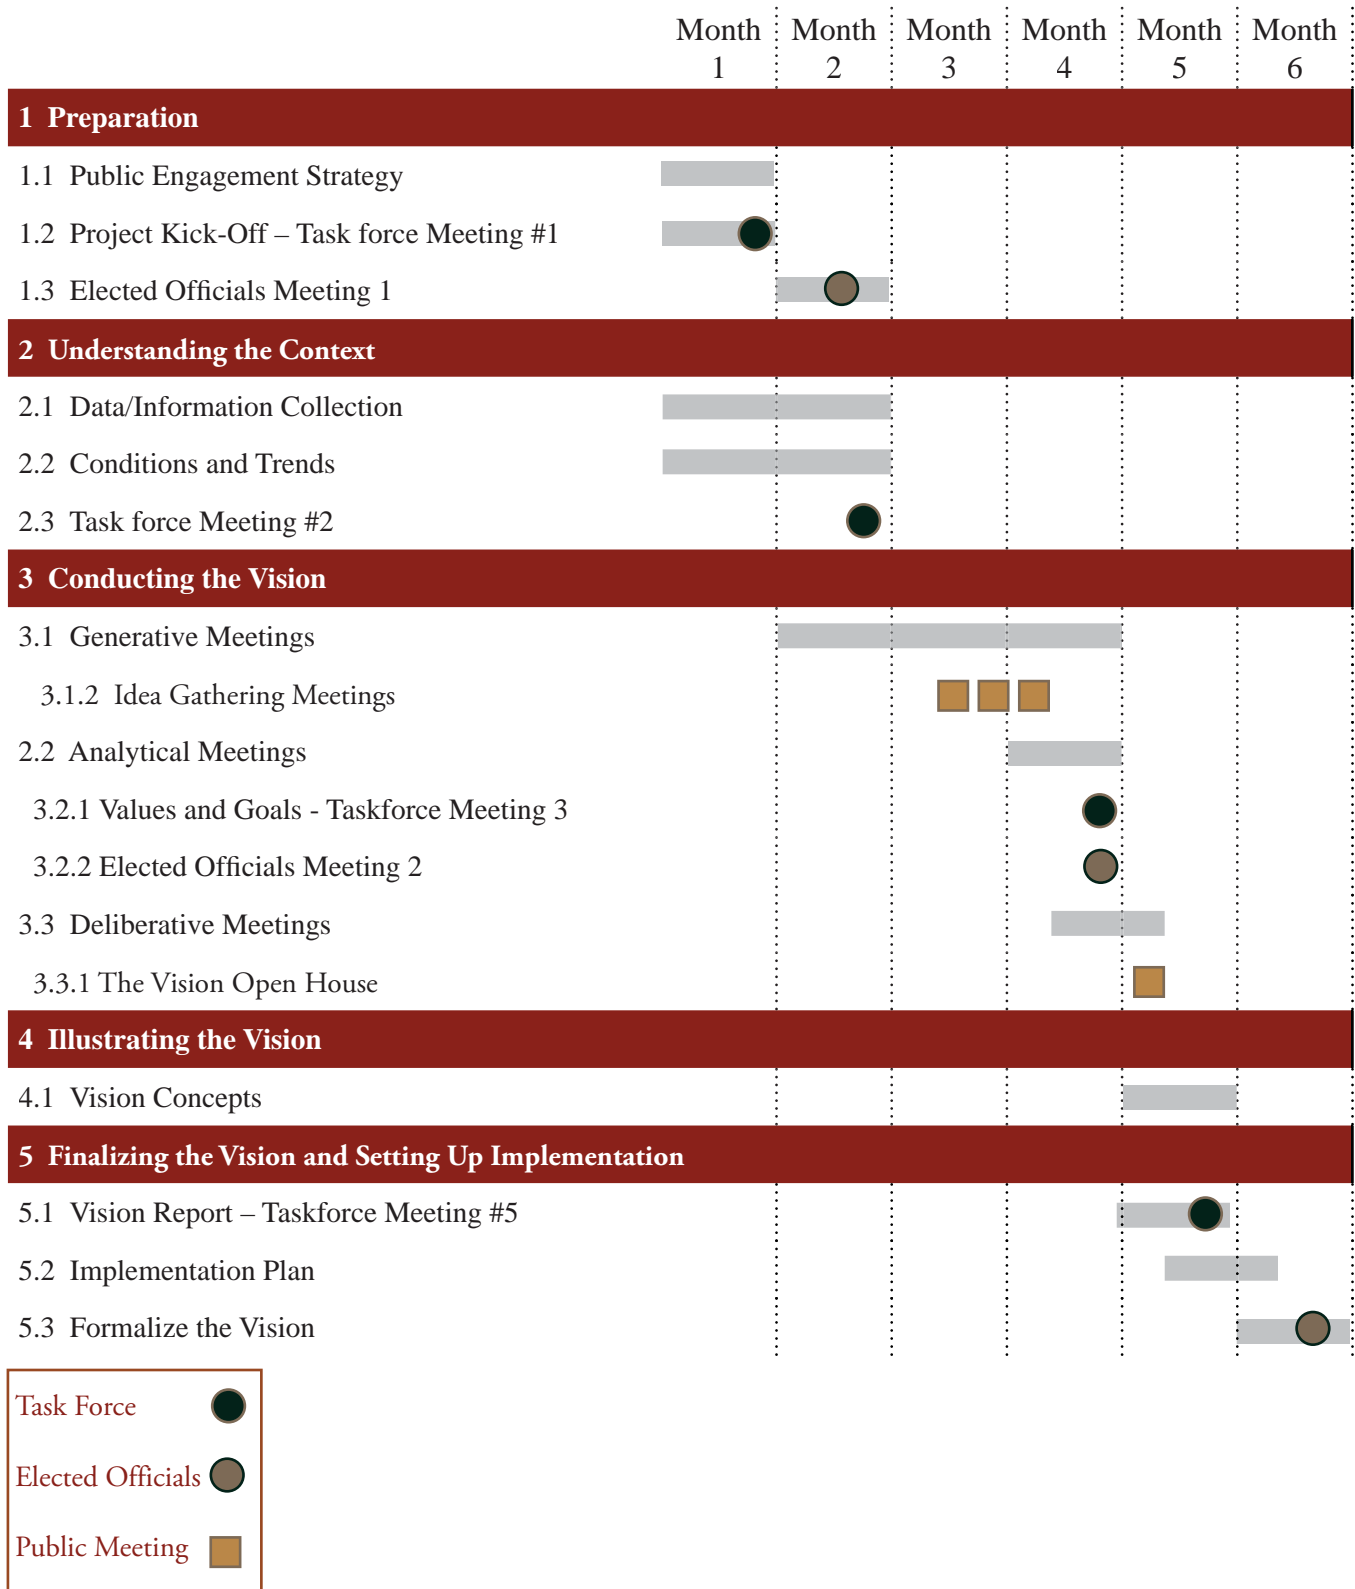 Month Month Month Month Month Month
1 2 3 4 5 6
1 Preparation
1.1 Public Engagement Strategy
1.2 Project Kick-Off – Task force Meeting #1
1.3 Elected Officials Meeting 1
2 Understanding the Context
2.1 Data/Information Collection
2.2 Conditions and Trends
2.3 Task force Meeting #2
3 Conducting the Vision
3.1 Generative Meetings
3.1.2 Idea Gathering Meetings
2.2 Analytical Meetings
3.2.1 Values and Goals - Taskforce Meeting 3
3.2.2 Elected Officials Meeting 2
3.3 Deliberative Meetings
3.3.1 The Vision Open House
4 Illustrating the Vision
4.1 Vision Concepts
5 Finalizing the Vision and Setting Up Implementation
5.1 Vision Report – Taskforce Meeting #5
5.2 Implementation Plan
5.3 Formalize the Vision
Task Force
Elected Officials
Public Meeting